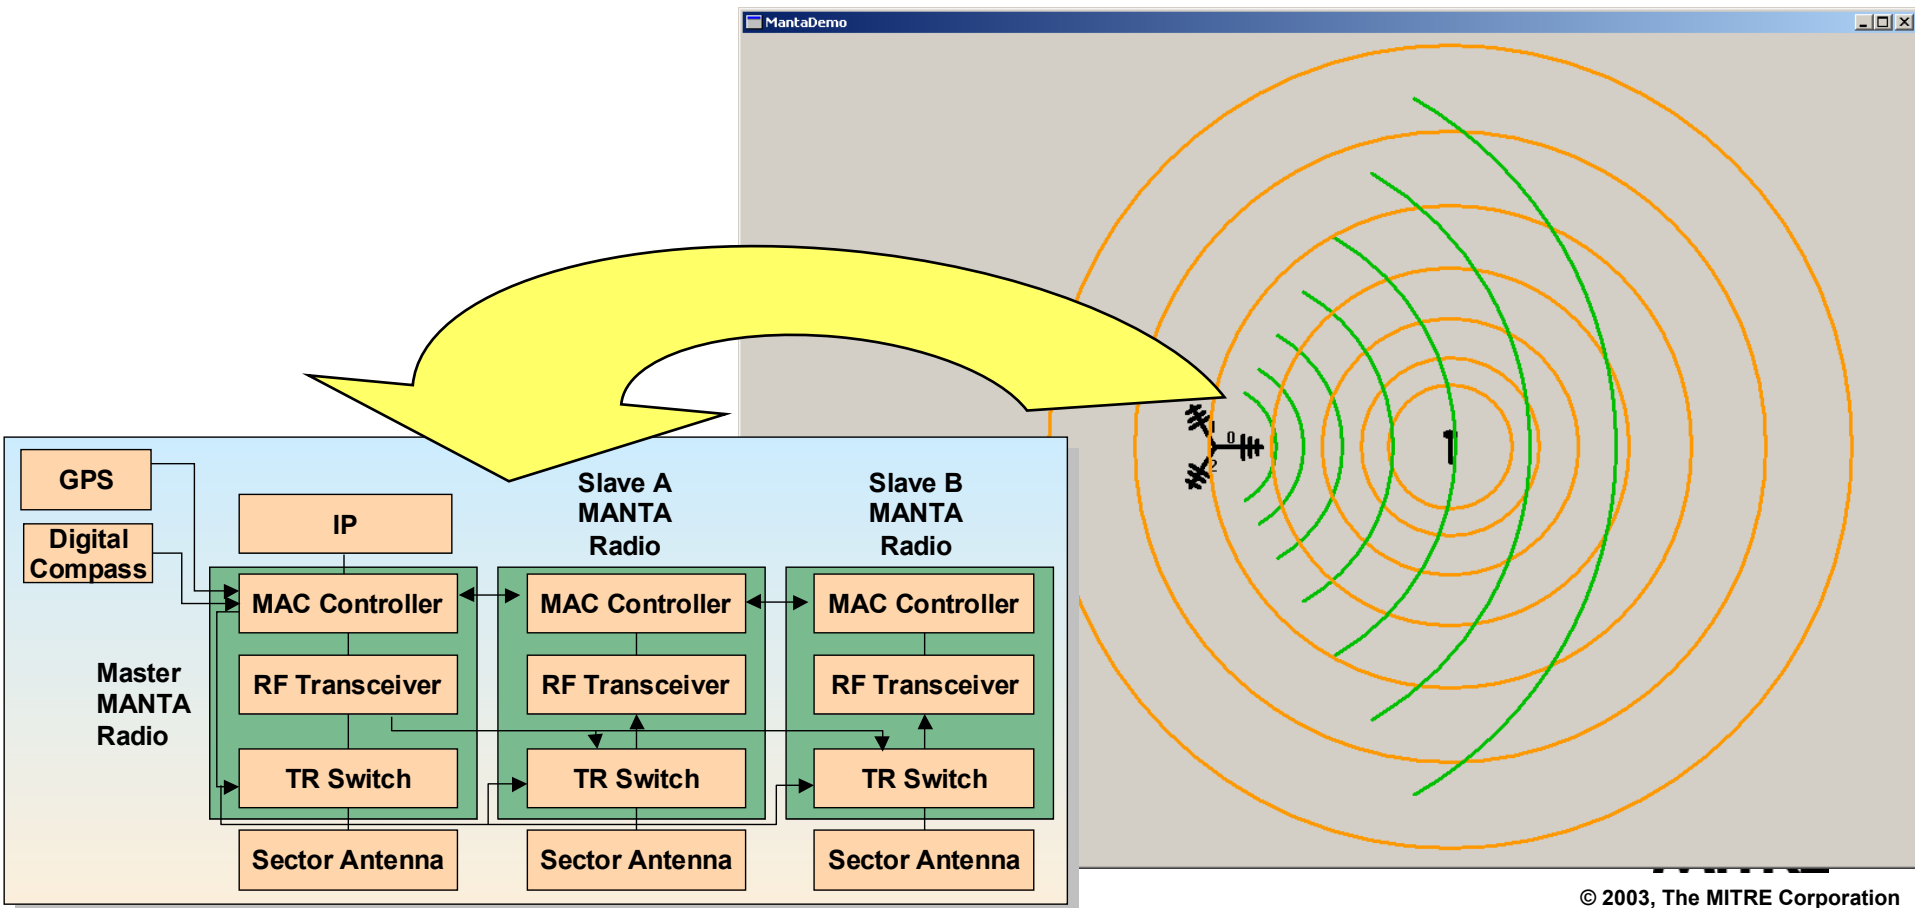 MantaDemo
1
0
2
1
GPS
Digital
Compass
IP
Slave A
MANTA
Radio
Slave B
MANTA
Radio
MAC Controller
MAC Controller
MAC Controller
Master
MANTA
Radio
RF Transceiver
RF Transceiver
RF Transceiver
TR Switch
TR Switch
TR Switch
Sector Antenna
Sector Antenna
Sector Antenna
MITRE
© 2003, The MITRE Corporation